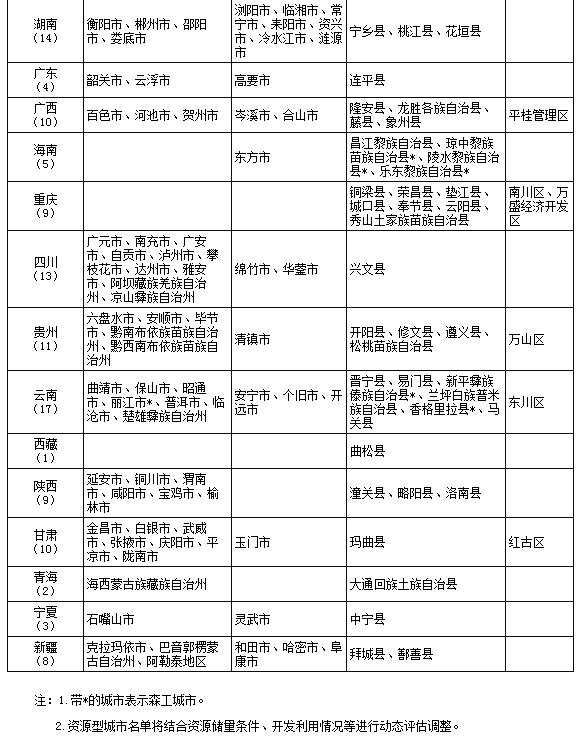 湖南
（14）
衡阳市、郴州市、邵阳
市、娄底市
浏阳市、临湘市、常
宁市、耒阳市、资兴
市、冷水江市、涟源
市
宁乡县、桃江县、花垣县
广东
（4）
韶关市、云浮市
高要市
连平县
广西
（10）
百色市、河池市、贺州市
岑溪市、合山市
隆安县、龙胜各族自治县、
藤县、象州县
平桂管理区
海南
（5）
东方市
昌江黎族自治县、琼中黎族
苗族自治县*、陵水黎族自治
县*、乐东黎族自治县*
重庆
（9）
铜梁县、荣昌县、垫江县、
城口县、奉节县、云阳县、
秀山土家族苗族自治县
南川区、万
盛经济开发
区
四川
（13）
广元市、南充市、广安
市、自贡市、泸州市、攀
枝花市、达州市、雅安
市、阿坝藏族羌族自治
州、凉山彝族自治州
绵竹市、华蓥市
兴文县
贵州
（11）
六盘水市、安顺市、毕节
市、黔南布依族苗族自治
州、黔西南布依族苗族自
治州
清镇市
开阳县、修文县、遵义县、
松桃苗族自治县
万山区
云南
（17）
曲靖市、保山市、昭通
市、丽江市*、普洱市、临
沧市、楚雄彝族自治州
安宁市、个旧市、开
远市
晋宁县、易门县、新平彝族
傣族自治县*、兰坪白族普米
族自治县、香格里拉县*、马
关县
东川区
西藏
（1）
曲松县
陕西
（9）
延安市、铜川市、渭南
市、咸阳市、宝鸡市、榆
林市
潼关县、略阳县、洛南县
甘肃
（10）
金昌市、白银市、武威
市、张掖市、庆阳市、平
凉市、陇南市
玉门市
玛曲县
红古区
青海
（2）
海西蒙古族藏族自治州
大通回族土族自治县
宁夏
（3）
石嘴山市
灵武市
中宁县
新疆
（8）
克拉玛依市、巴音郭楞蒙
古自治州、阿勒泰地区
和田市、哈密市、阜
康市
拜城县、鄯善县
注：1.带*的城市表示森工城市。
2.资源型城市名单将结合资源储量条件、开发利用情况等进行动态评估调整。